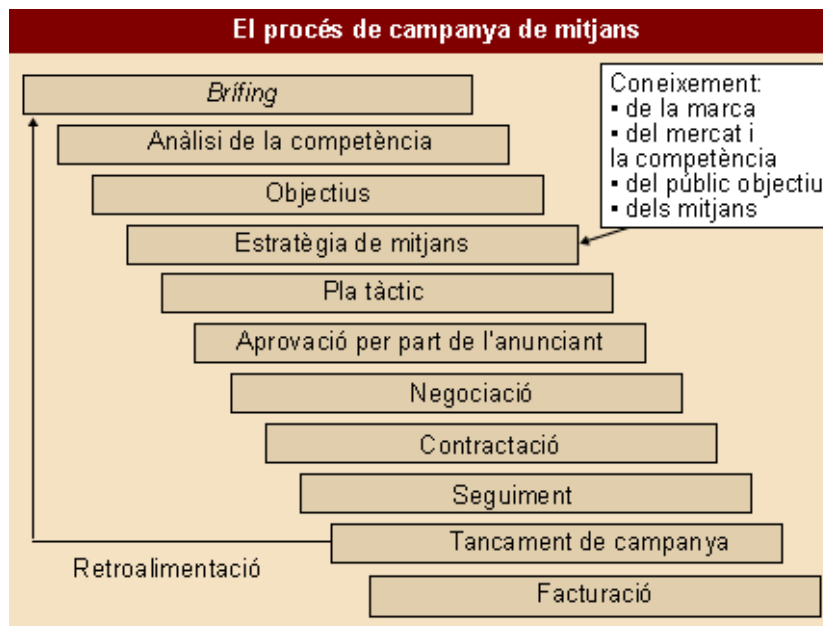 El procés de campanya de mitjans
Brífing
Coneixement:
▪ de la marca
▪ del mercat i
la competència
▪ del públic objectiu
▪ dels mitjans
Anàlisi de la competència
Objectius
Estratègia de mitjans
Pla tàctic
Aprovació per part de l'anunciant
Negociació
Contractació
Seguiment
Tancament de campanya
Retroalimentació
Facturació